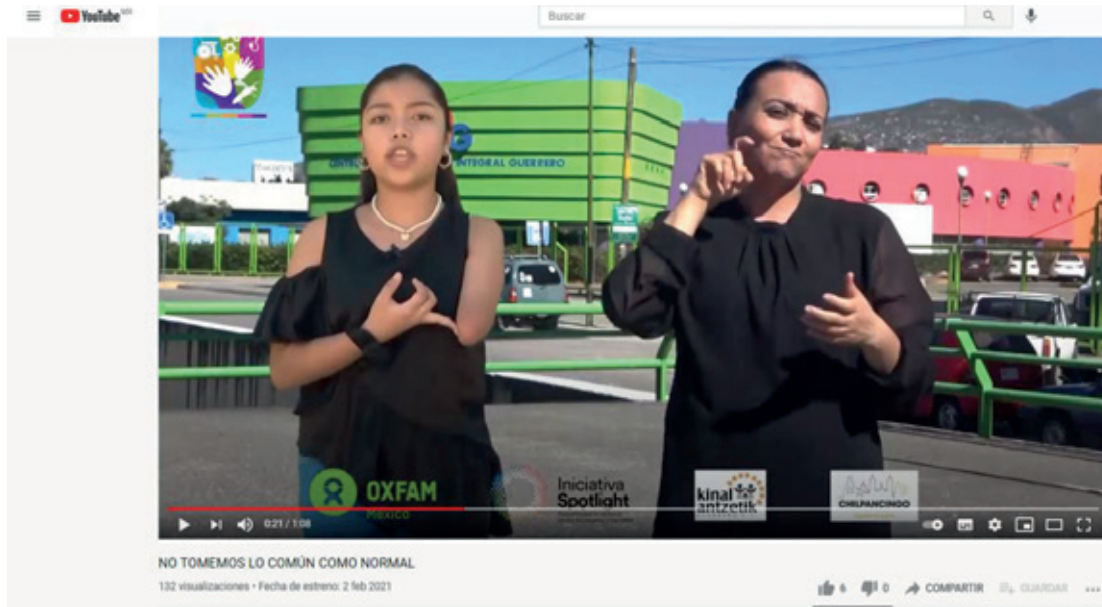 YouTube MX
Buscar
INTEGRAL GUERRERO
OXFAM
México
Iniciativa
Spotlight
kinal
antzetik
CHILPANCINGO
0:21 / 1:08
NO TOMEMOS LO COMÚN COMO NORMAL
132 visualizaciones • Fecha de estreno: 2 feb 2021
6
0
COMPARTIR
GUARDAR